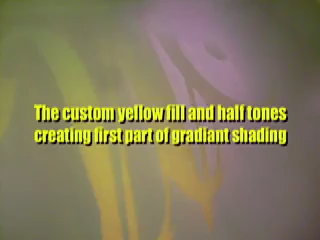 The custom yellow fill and half tones
creating first part of gradiant shading